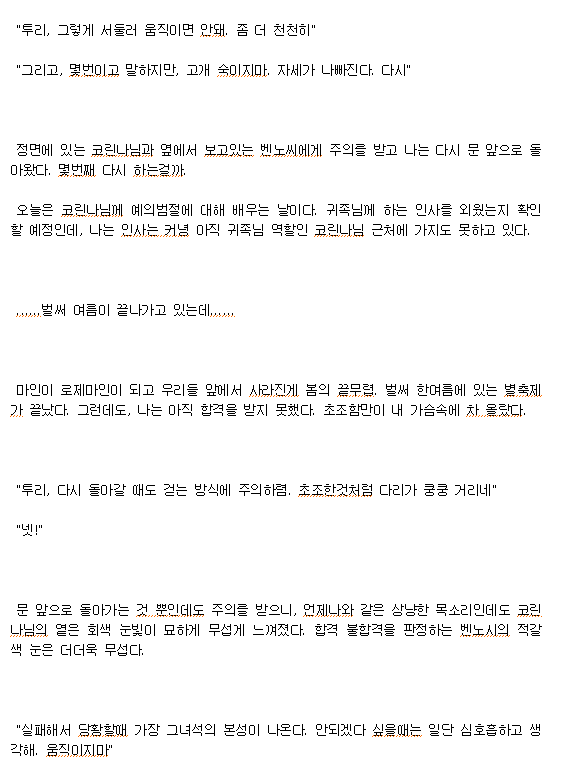 "투리, 그렇게 서둘러 움직이면 안돼. 좀 더 천천히"
"그리고, 몇번이고 말하지만, 고개 숙이지마. 자세가 나빠진다. 다시"
정면에 있는 코린나님과 옆에서 보고있는 벤노씨에게 주의를 받고 나는 다시 문 앞으로 돌
아왔다. 몇번째 다시 하는걸까.
오늘은 코린나님께 예의범절에 대해 배우는 날이다. 귀족님에 하는 인사를 외웠는지 확인
할 예정인데, 나는 인사는 커녕 아직 귀족님 역할인 코린나님 근처에 가지도 못하고 있다.
,,,,,,벌써 여름이 끝나가고 있는데,,,,,,
마인이 로제마인이 되고 우리들 앞에서 사라진게 봄의 끝무렵. 벌써 한여름에 있는 별축제
가 끝났다. 그런데도, 나는 아직 합격을 받지 못했다. 초조함만이 내 가슴속에 차 올랐다.
"투리, 다시 돌아갈 때도 걷는 방식에 주의하렴. 초조한것처럼 다리가 쿵쿵 거리네"
"넷!"
문 앞으로 돌아가는 것 뿐인데도 주의를 받으니, 언제나와 같은 상냥한 목소리인데도 코린
나님의 옅은 회색 눈빛이 묘하게 무섭게 느껴졌다. 합격 불합격을 판정하는 벤노시의 적갈
색 눈은 더더욱 무섭다.
"실패해서 당황할때 가장 그녀석의 본성이 나온다. 안되겠다 싶을때는 일단 심호흡하고 생
각해. 움직이지마"